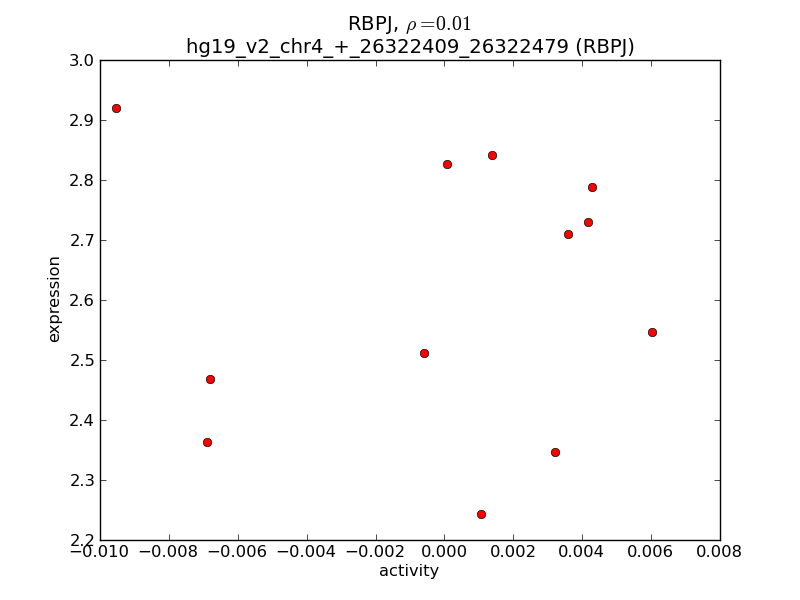 RBPJ, ρ=0.01
hg19_v2_chr4_+_26322409_26322479 (RBPJ)
3.0
2.9
2.8
2.7
2.6
2.5
2.4
2.3
2.2
expression
−0.010 −0.008 −0.006 −0.004 −0.002 0.000 0.002 0.004 0.006 0.008
activity